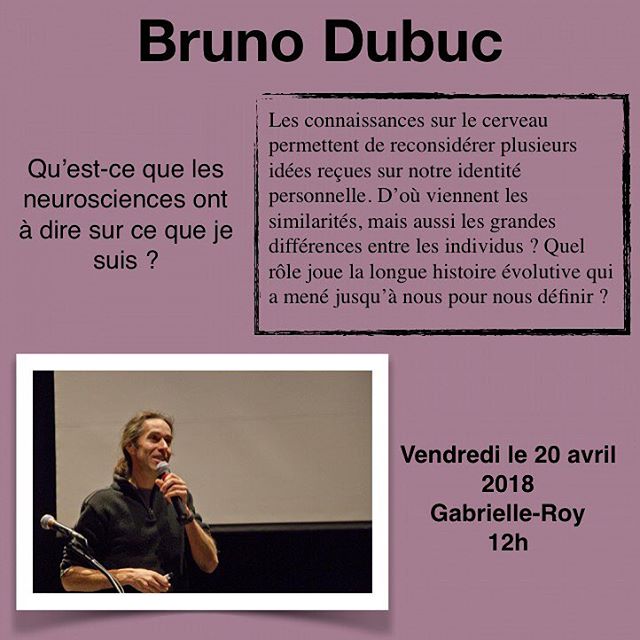 Bruno Dubuc
Qu’est-ce que les
neurosciences ont
à dire sur ce que je
suis ?
Les connaissances sur le cerveau
permettent de reconsidérer plusieurs
idées reçues sur notre identité
personnelle. D’où viennent les
similarités, mais aussi les grandes
différences entre les individus ? Quel
rôle joue la longue histoire évolutive qui
a mené jusqu’à nous pour nous définir ?
Vendredi le 20 avril
2018
Gabrielle-Roy
12h